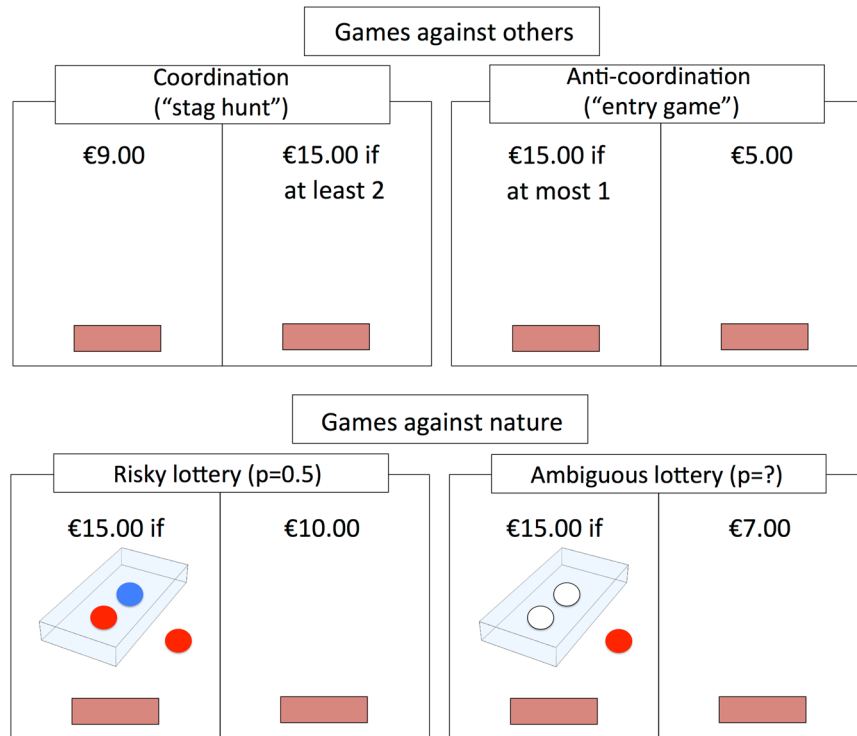 Games against others
Coordination
(“stag hunt”)
Anti-coordination
(“entry game”)
€9.00
€15.00 if
at least 2
€15.00 if
at most 1
€5.00
Games against nature
Risky lottery (p=0.5)
Ambiguous lottery (p=?)
€15.00 if
€10.00
€15.00 if
€7.00